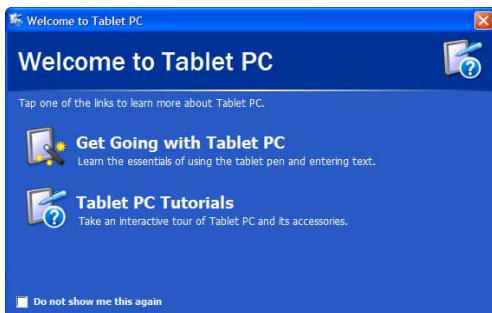 Welcome to Tablet PC
Welcome to Tablet PC
Tap one of the links to learn more about Tablet PC.
Get Going with Tablet PC
Learn the essentials of using the tablet pen and entering text.
Tablet PC Tutorials
Take an interactive tour of Tablet PC and its accessories.
Do not show me this again